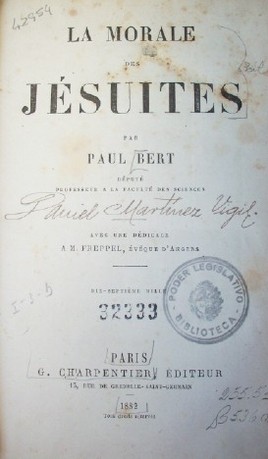 42954
LA MORALE
DES
JÉSUITES
PAR
PAUL BERT
DÉPUTÉ
PROFESSEUR A LA FACULTÉ DES SCIENCES
Daniel Martínez Vigil
AVEC UNE DÉDICACE
A M. FREPPEL, ÉVÊQUE D'ANGERS
DIX-SEPTIÈME MILLE
32333
PODER LEGISLATIVO
BIBLIOTECA
PARIS
G. CHARPENTIER, ÉDITEUR
13, RUE DE GRENELLE-SAINT-GERMAIN